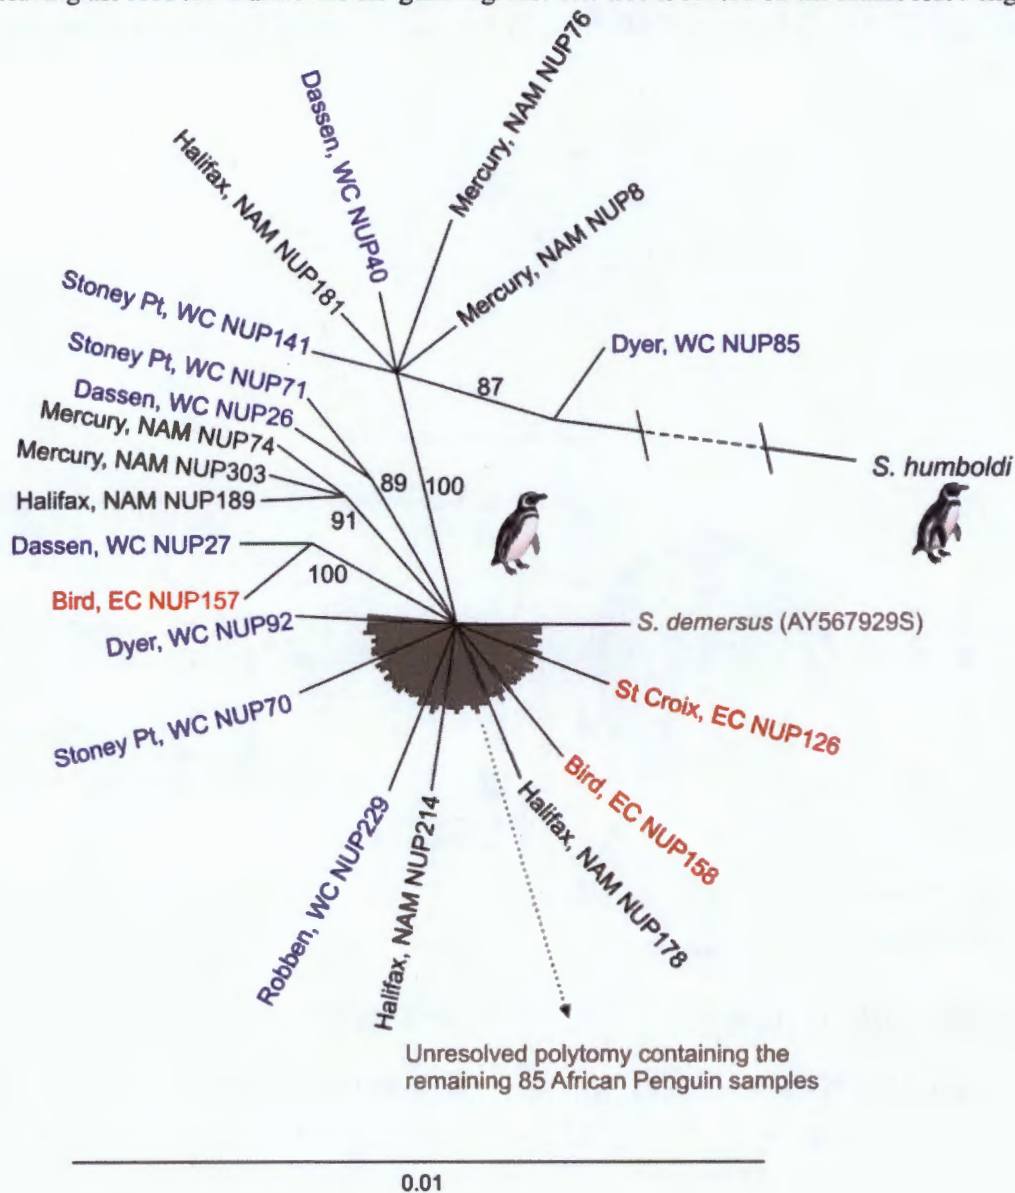 Mercury, NAM NUP76
Dassen, WC NUP40
Halifax, NAM NUP181
Mercury, NAM NUP8
Stoney Pt, WC NUP141
Dyer, WC NUP85
Stoney Pt, WC NUP71
87
Dassen, WC NUP26
Mercury, NAM NUP74
Mercury, NAM NUP303
S. humboldi
89
100
Halifax, NAM NUP189
91
Dassen, WC NUP27
100
Bird, EC NUP157
Dyer, WC NUP92
S. demersus (AY567929S)
Stoney Pt, WC NUP70
St Croix, EC NUP126
Bird, EC NUP158
Halifax, NAM NUP178
Robben, WC NUP229
Halifax, NAM NUP214
Unresolved polytomy containing the
remaining 85 African Penguin samples
0.01